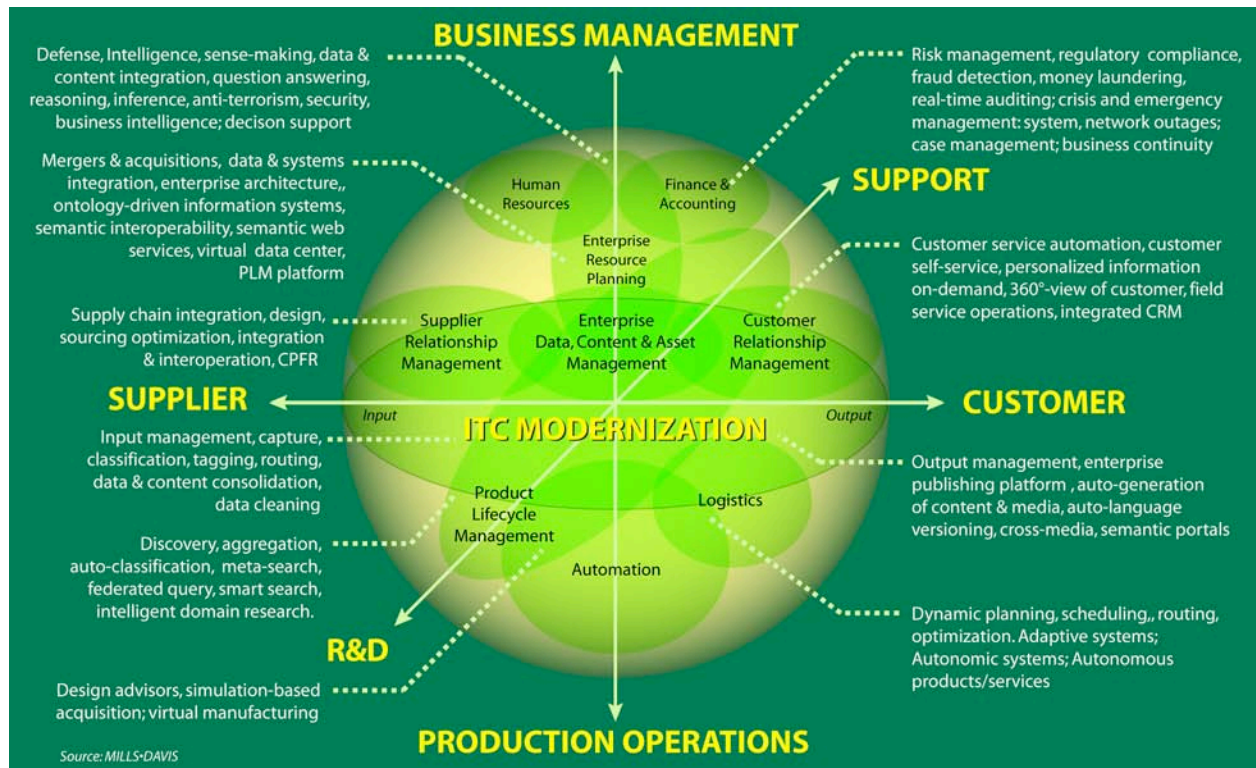 BUSINESS MANAGEMENT
Defense, Intelligence, sense-making, data &
content integration, question answering,
reasoning, inference, anti-terrorism, security,
business intelligence; decison support
Risk management, regulatory compliance,
fraud detection, money laundering,
real-time auditing; crisis and emergency
management: system, network outages;
case management; business continuity
Mergers & acquisitions, data & systems
integration, enterprise architecture,,
ontology-driven information systems,
semantic interoperability, semantic web
services, virtual data center,
PLM platform
Human
Resources
Finance &
Accounting
SUPPORT
Enterprise
Resource
Planning
Customer service automation, customer
self-service, personalized information
on-demand, 360°-view of customer, field
service operations, integrated CRM
Supply chain integration, design,
sourcing optimization, integration
& interoperation, CPFR
Supplier
Relationship
Management
Enterprise
Data, Content & Asset
Management
Customer
Relationship
Management
SUPPLIER
Input
Output
CUSTOMER
ITC MODERNIZATION
Input management, capture,
classification, tagging, routing,
data & content consolidation,
data cleaning
Output management, enterprise
publishing platform , auto-generation
of content & media, auto-language
versioning, cross-media, semantic portals
Product
Lifecycle
Management
Logistics
Discovery, aggregation,
auto-classification, meta-search,
federated query, smart search,
intelligent domain research.
Automation
Dynamic planning, scheduling,, routing,
optimization. Adaptive systems;
Autonomic systems; Autonomous
products/services
R&D
Design advisors, simulation-based
acquisition; virtual manufacturing
PRODUCTION OPERATIONS
Source: MILLS•DAVIS